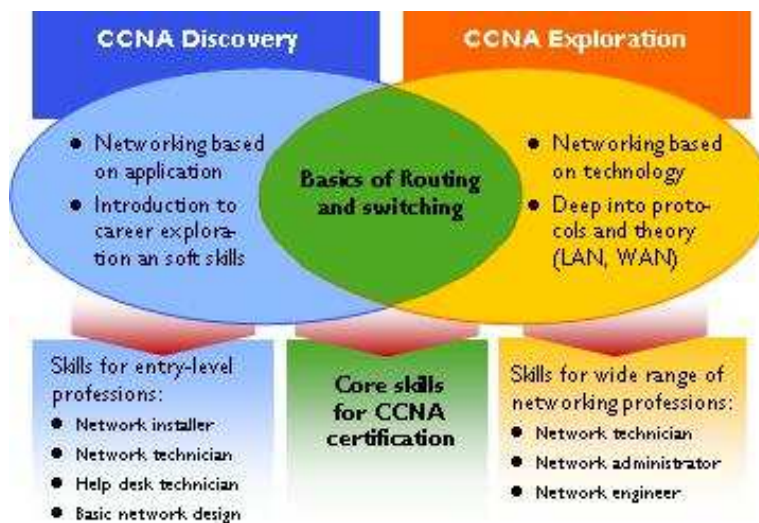 CCNA Discovery
CCNA Exploration
● Networking based
on application
● Introduction to
career explora-
tion an soft skills
Basics of Routing
and switching
● Networking based
on technology
● Deep into proto-
cols and theory
(LAN, WAN)
Skills for entry-level
professions:
● Network installer
● Network technician
● Help desk technician
● Basic network design
Core skills
for CCNA
certification
Skills for wide range of
networking professions:
● Network technician
● Network administrator
● Network engineer